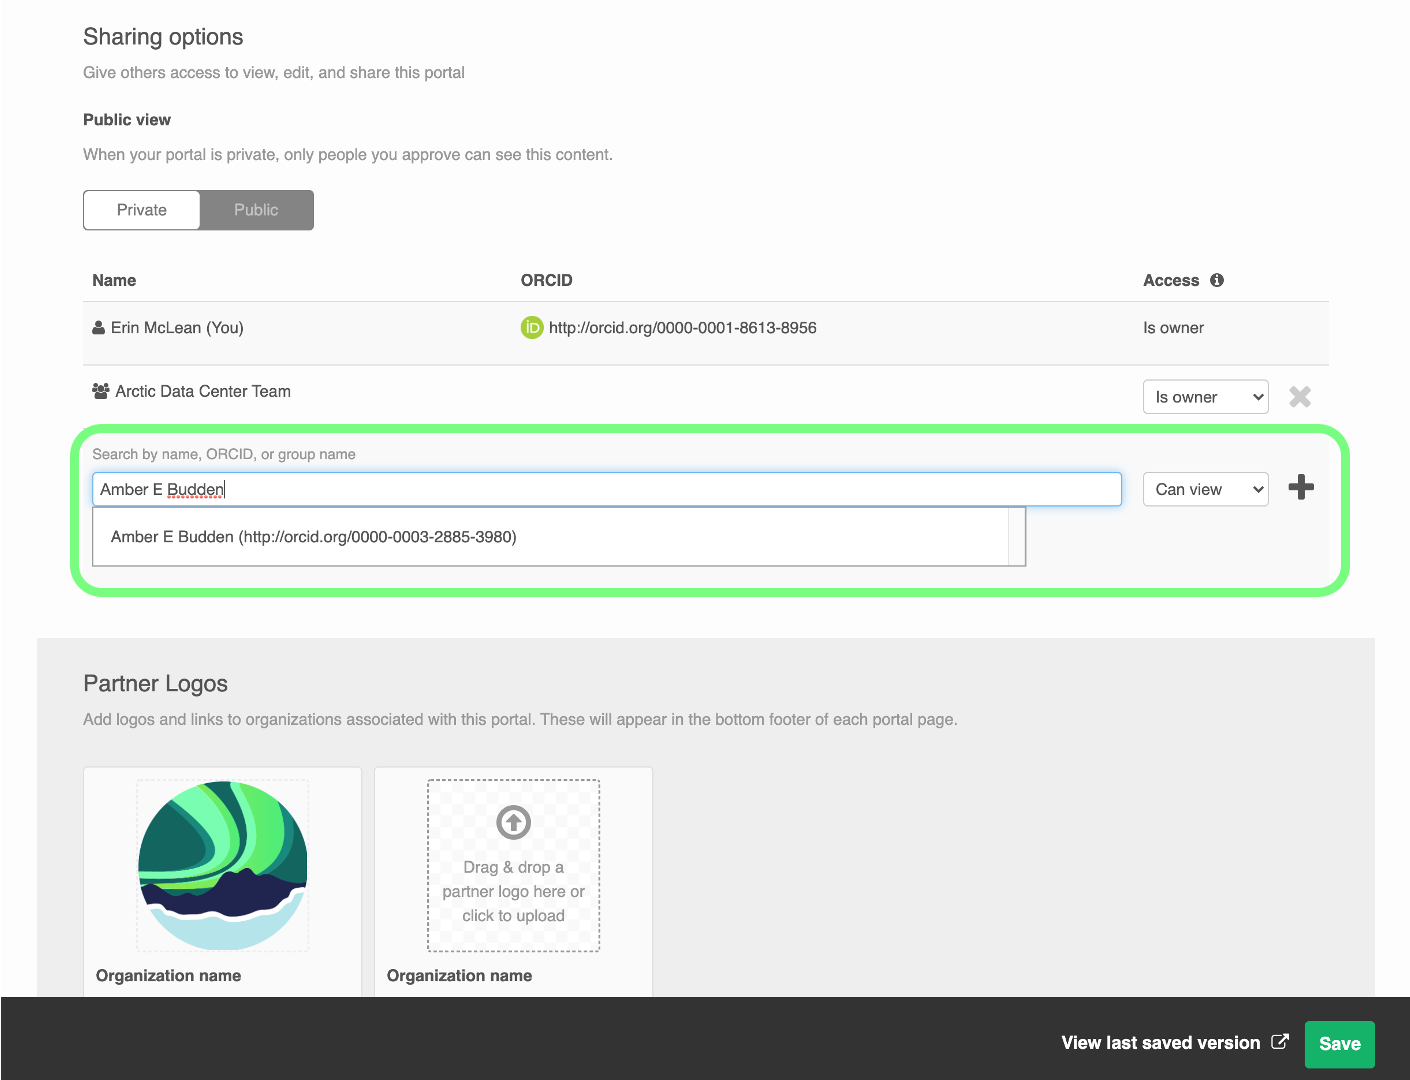 Sharing options
Give others access to view, edit, and share this portal
Public view
When your portal is private, only people you approve can see this content.
Private Public
Name ORCID Access
Erin McLean (You) iD http://orcid.org/0000-0001-8613-8956 Is owner
Arctic Data Center Team Is owner
Search by name, ORCID, or group name
Amber E Budden Can view
Amber E Budden (http://orcid.org/0000-0003-2885-3980)
Partner Logos
Add logos and links to organizations associated with this portal. These will appear in the bottom footer of each portal page.
Drag & drop a
partner logo here or
click to upload
Organization name Organization name
View last saved version Save